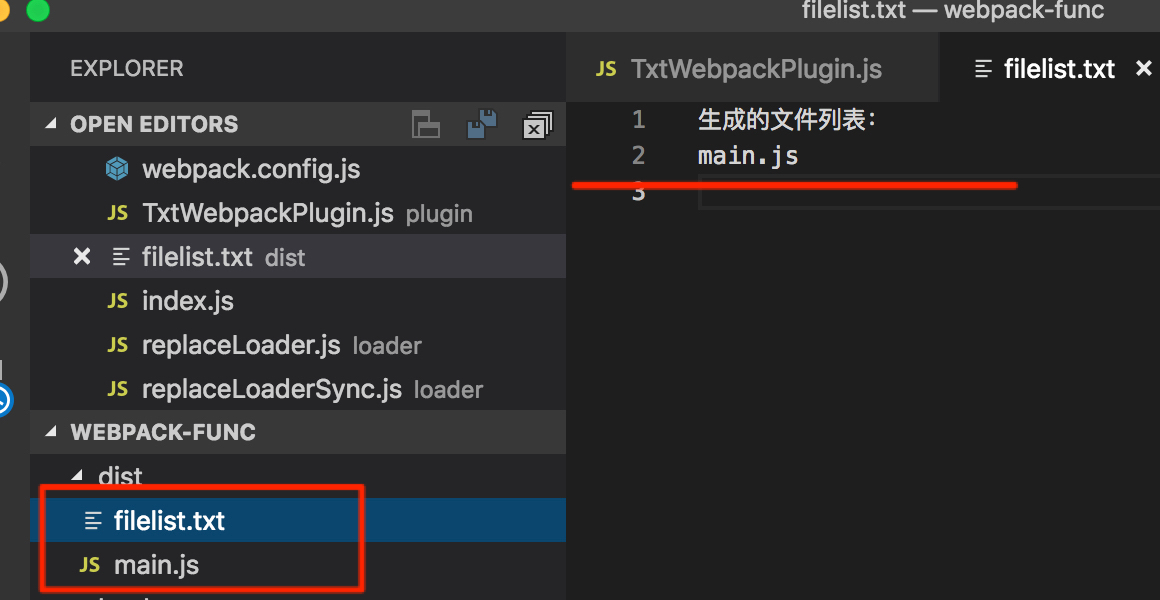 filelist.txt — webpack-func
EXPLORER
OPEN EDITORS
webpack.config.js
JS TxtWebpackPlugin.js plugin
filelist.txt dist
JS index.js
JS replaceLoader.js loader
JS replaceLoaderSync.js loader
WEBPACK-FUNC
dist
filelist.txt
JS main.js
JS TxtWebpackPlugin.js
filelist.txt
1 生成的文件列表：
2 main.js
3